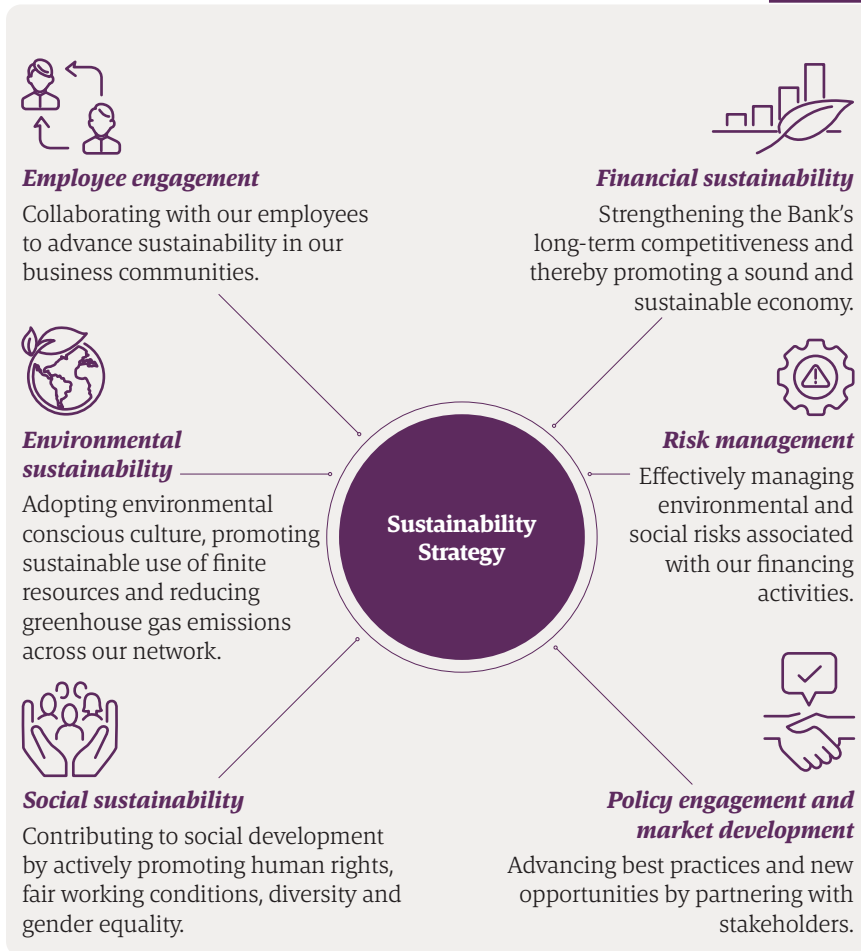 Employee engagement
Collaborating with our employees
to advance sustainability in our
business communities.
Financial sustainability
Strengthening the Bank's
long-term competitiveness and
thereby promoting a sound and
sustainable economy.
Environmental
sustainability
Adopting environmental
conscious culture, promoting
sustainable use of finite
resources and reducing
greenhouse gas emissions
across our network.
Sustainability
Strategy
Risk management
Effectively managing
environmental and
social risks associated
with our financing
activities.
Social sustainability
Contributing to social development
by actively promoting human rights,
fair working conditions, diversity and
gender equality.
Policy engagement and
market development
Advancing best practices and new
opportunities by partnering with
stakeholders.